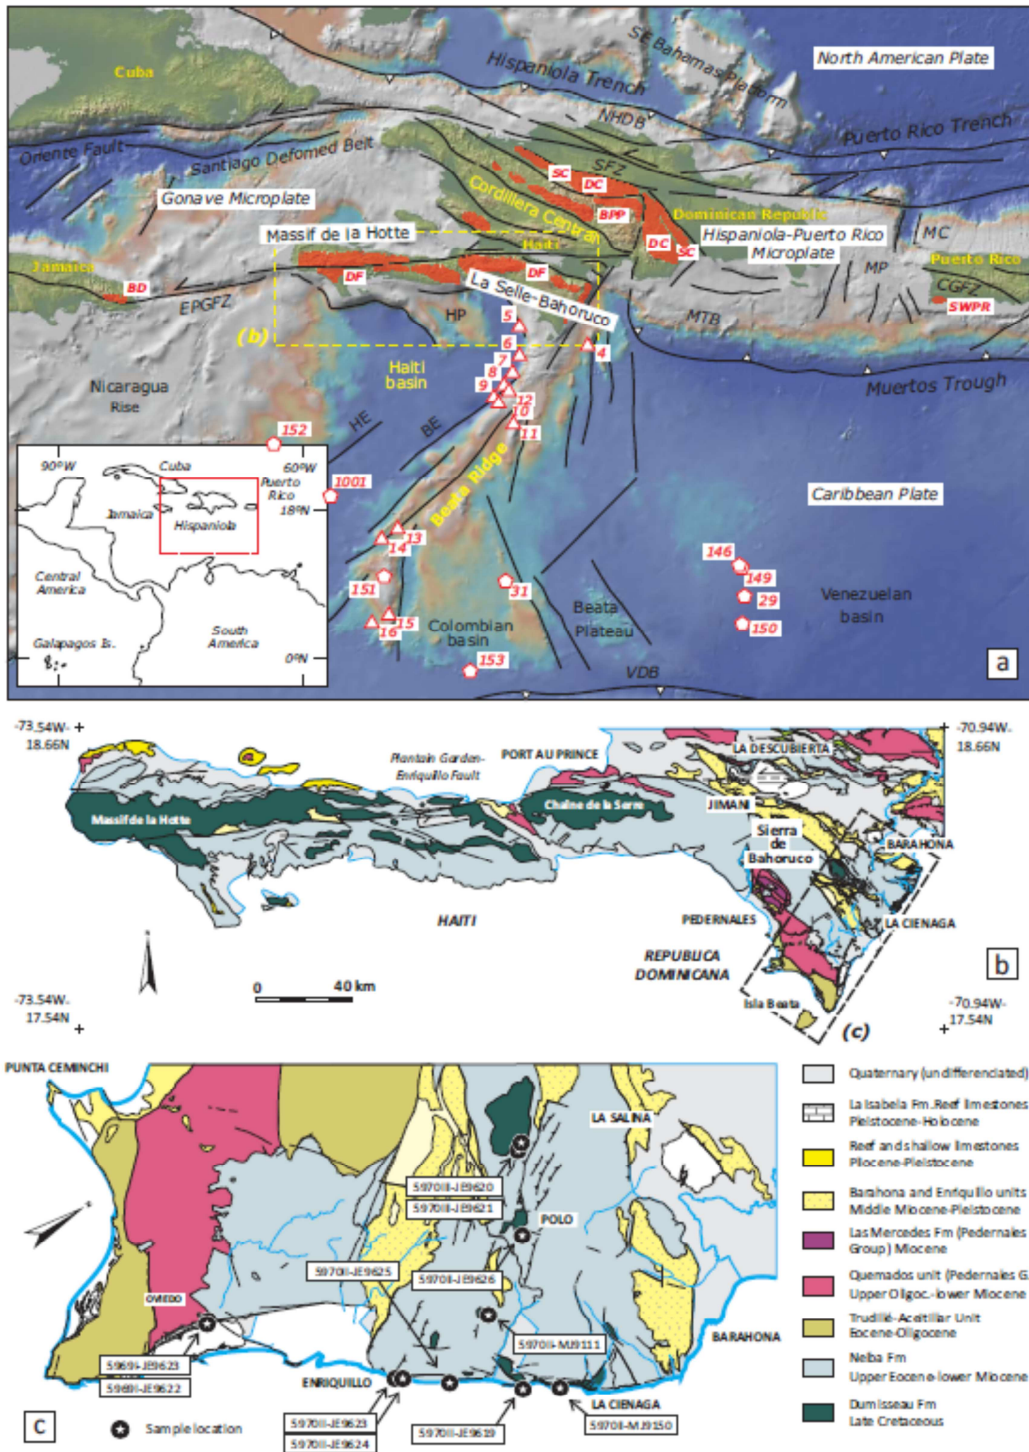 Cuba
North American Plate
SE Bahamas Platform
Hispaniola Trench
NHDB
Puerto Rico Trench
Oriente Fault
Santiago Defomed Belt
SFZ
Gonave Microplate
SC
DC
Cordillera Central
BPP
Dominican Republic
Massif de la Hotte
Haiti
DC
SC
Hispaniola-Puerto Rico
Microplate
MC
Jamaica
DF
DF
MP
Puerto Rico
BD
EPGFZ
La Selle-Bahoruco
CGFZ
SWPR
HP
5
MTB
(b)
6
4
7
Haiti
basin
8
Muertos Trough
Nicaragua
Rise
9
12
10
HE
BE
11
152
Beata Ridge
90ºW
60ºW
Cuba
Puerto
Rico
1001
18ºN
Caribbean Plate
Jamaica
Hispaniola
13
14
146
149
Central
America
151
31
29
Beata
Plateau
Venezuelan
basin
15
16
Colombian
basin
150
Galapagos Is.
South
America
0ºN
153
VDB
a
-73.54W-
18.66N
-70.94W
18.66N
Plantain Garden-
Enriquillo Fault
PORT AU PRINCE
LA DESCUBIERTA
Massif de la Hotte
Chaîne de la Serre
JIMANI
Sierra
de
Bahoruco
BARAHONA
HAITI
PEDERNALES
LA CIENAGA
REPUBLICA
DOMINICANA
b
0
40 km
-73.54W-
17.54N
Isla Beata
-70.94W
17.54N
(c)
PUNTA CEMINCHI
LA SALINA
5970III-JE9620
5970III-JE9621
POLO
5970II-JE9625
5970II-JE9626
OVIEDO
5970II-MJ9111
BARAHONA
5969I-JE9623
5969I-JE9622
ENRIQUILLO
LA CIENAGA
5970II-JE9623
5970II-JE9624
5970II-JE9619
5970II-MJ9150
c
Sample location
Quaternary (undifferenciated)
La Isabela Fm. Reef limestones
Pleistocene-Holocene
Reef and shallow limestones
Pliocene-Pleistocene
Barahona and Enriquillo units
Middle Miocene-Pleistocene
Las Mercedes Fm (Pedernales
Group) Miocene
Quemados unit (Pedernales G.
Upper Oligoc.-lower Miocene
Trudillé-Aceitillar Unit
Eocene-Oligocene
Neiba Fm
Upper Eocene-lower Miocene
Dumisseau Fm
Late Cretaceous